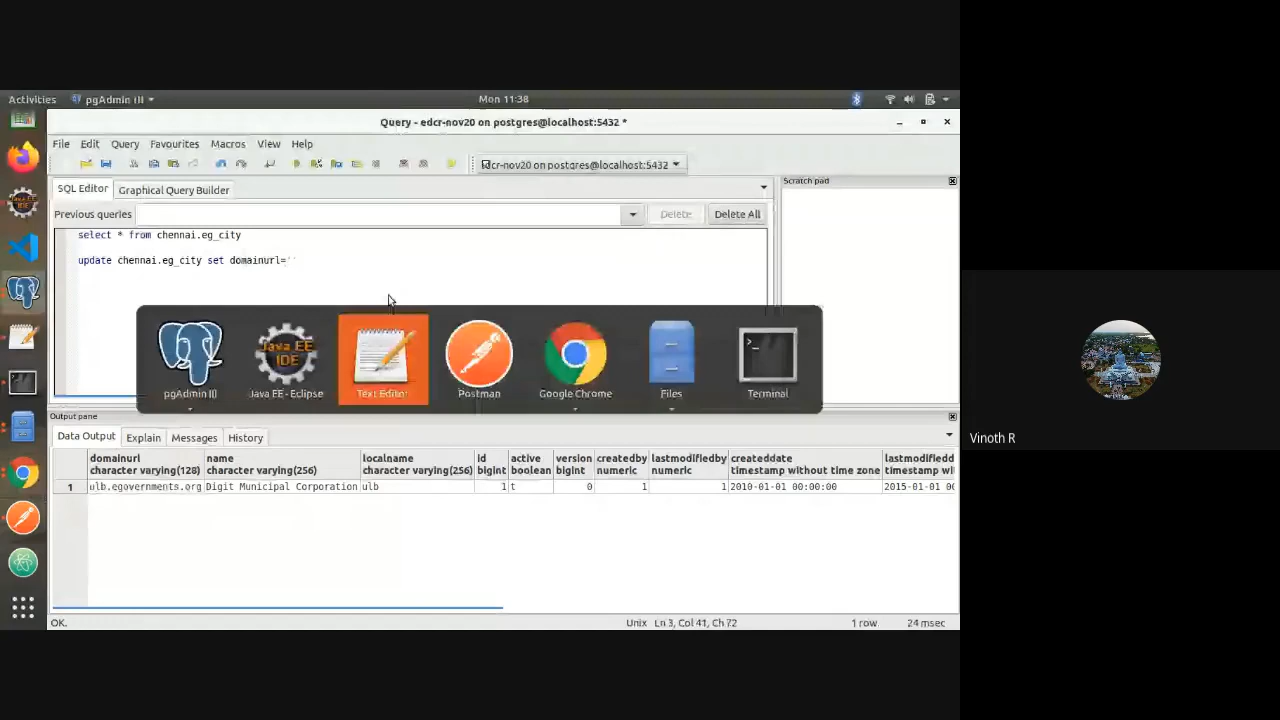 Activities pgAdmin III Mon 11:38
Query - edcr-nov20 on postgres@localhost:5432 *
File Edit Query Favourites Macros View Help
dcr-nov20 on postgres@localhost:5432
SQL Editor Graphical Query Builder Scratch pad
Previous queries Delete Delete All
select * from chennai.eg_city
update chennai.eg_city set domainurl=''
pgAdmin III Java EE - Eclipse Text Editor Postman Google Chrome Files Terminal
Output pane
Data Output Explain Messages History
domainurl name localname id active version createdby lastmodifiedby createddate lastmodifiedd
character varying(128) character varying(256) character varying(256) bigint boolean bigint numeric numeric timestamp without time zone timestamp wi
1 ulb.egovernments.org Digit Municipal Corporation ulb 1 t 0 1 1 2010-01-01 00:00:00 2015-01-01 00
OK. Unix Ln 3, Col 41, Ch 72 1 row 24 msec
Vinoth R